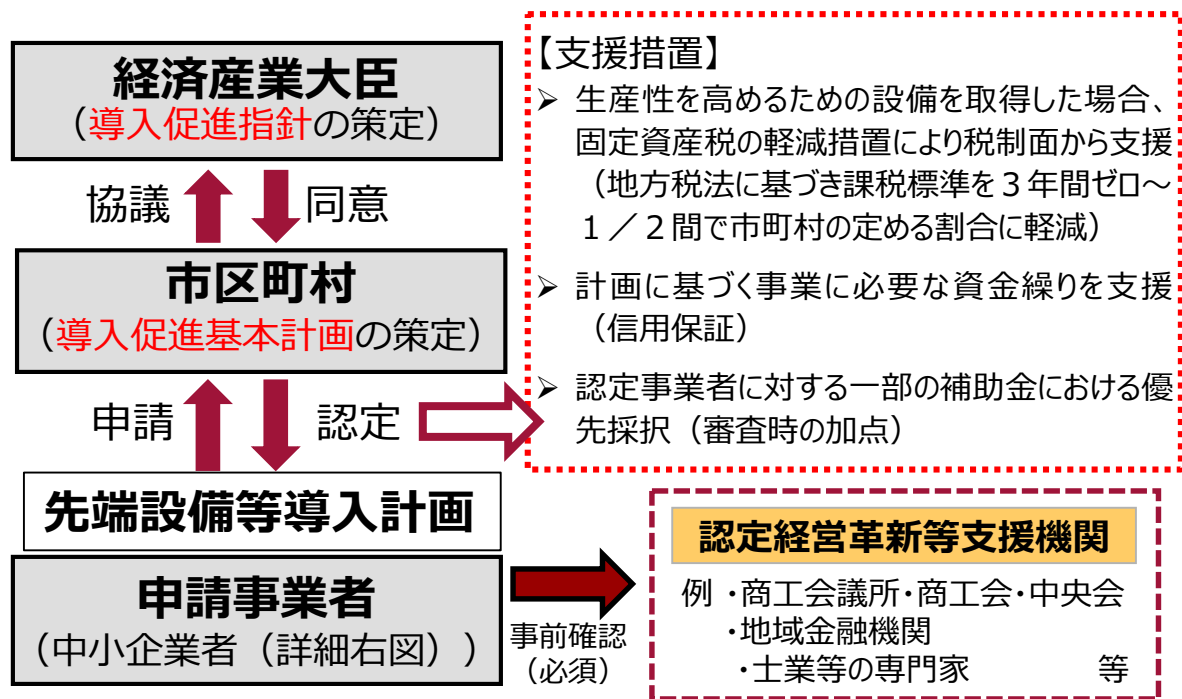 経済産業大臣
（導入促進指針の策定）
協議
同意
市区町村
（導入促進基本計画の策定）
申請
認定
先端設備等導入計画
申請事業者
（中小企業者（詳細右図））
【支援措置】
➢ 生産性を高めるための設備を取得した場合、
固定資産税の軽減措置により税制面から支援
（地方税法に基づき課税標準を３年間ゼロ～
１／２間で市町村の定める割合に軽減）
➢ 計画に基づく事業に必要な資金繰りを支援
（信用保証）
➢ 認定事業者に対する一部の補助金における優
先採択（審査時の加点）
事前確認
（必須）
認定経営革新等支援機関
例 ・商工会議所・商工会・中央会
・地域金融機関
・士業等の専門家 等